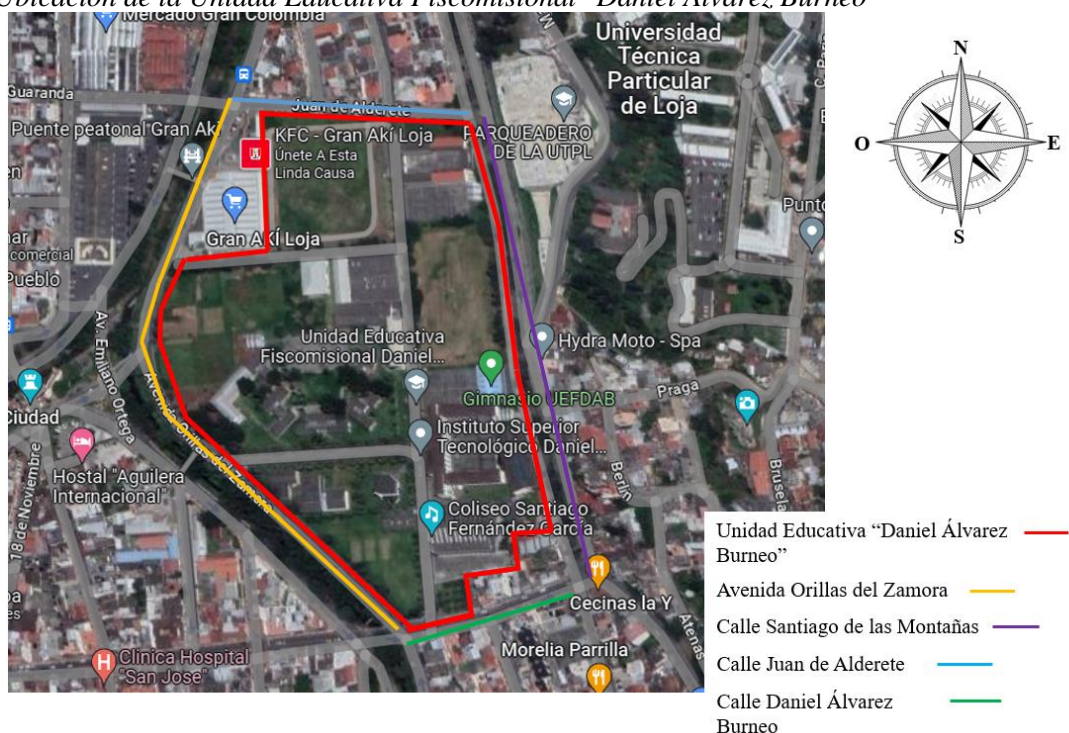 Ubicación de la Unidad Educativa Fiscomisional "Daniel Álvarez Burneo"
Mercado Gran Colombia
Universidad
Técnica
Particular
de Loja
Guaranda
Juan de Alderete
Puente peatonal Gran Akí
KFC - Gran Akí Loja
Únete A Esta
Linda Causa
PARQUEADERO
DE LA UTPL
Gran AKÍ Loja
comercial
Pueblo
Punto
Av. Emiliano Ortega
Unidad Educativa
Fiscomisional Daniel...
Hydra Moto - Spa
Praga
Gimnasio UEFDAB
Ciudad
Avenida Orillas del Zamora
Instituto Superior
Tecnológico Daniel...
Hostal "Aguilera
Internacional"
18 de Noviembre
Berlín
Brusela
Coliseo Santiago
Fernández García
Cecinas la Y
Atenas
Morelia Parrilla
Clinica Hospital
"San Jose"
N
O
E
S
Unidad Educativa "Daniel Álvarez
Burneo"
Avenida Orillas del Zamora
Calle Santiago de las Montañas
Calle Juan de Alderete
Calle Daniel Álvarez
Burneo